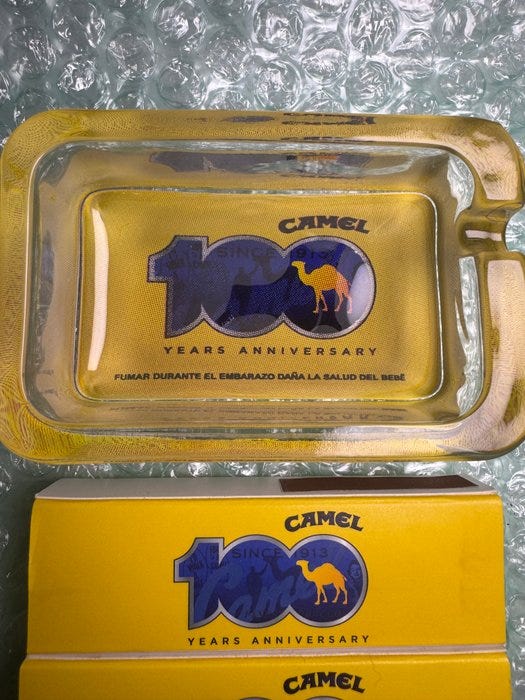 CAMEL
100
SINCE 1913
YEARS ANNIVERSARY
FUMAR DURANTE EL EMBARAZO DAÑA LA SALUD DEL BEBÉ
CAMEL
100
SINCE 1913
Camel
YEARS ANNIVERSARY
CAMEL